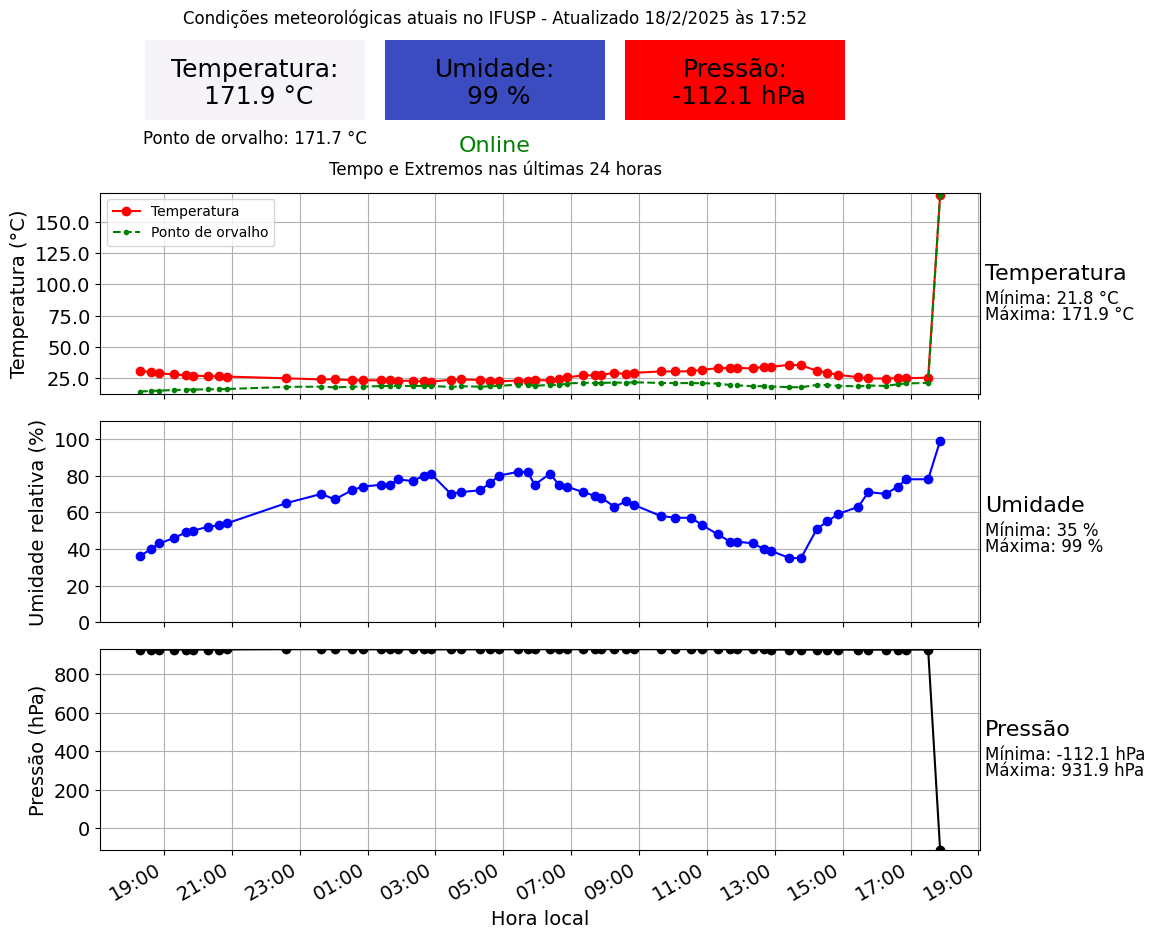 Condições meteorológicas atuais no IFUSP - Atualizado 18/2/2025 às 17:52
Temperatura:
171.9 °C
Umidade:
99 %
Pressão:
-112.1 hPa
Ponto de orvalho: 171.7 °C
Online
Tempo e Extremos nas últimas 24 horas
Temperatura (°C)
150.0
125.0
100.0
75.0
50.0
25.0
Temperatura
Ponto de orvalho
Temperatura
Mínima: 21.8 °C
Máxima: 171.9 °C
Umidade relativa (%)
100
80
60
40
20
0
Umidade
Mínima: 35 %
Máxima: 99 %
Pressão (hPa)
800
600
400
200
0
Pressão
Mínima: -112.1 hPa
Máxima: 931.9 hPa
19:00 21:00 23:00 01:00 03:00 05:00 07:00 09:00 11:00 13:00 15:00 17:00 19:00
Hora local